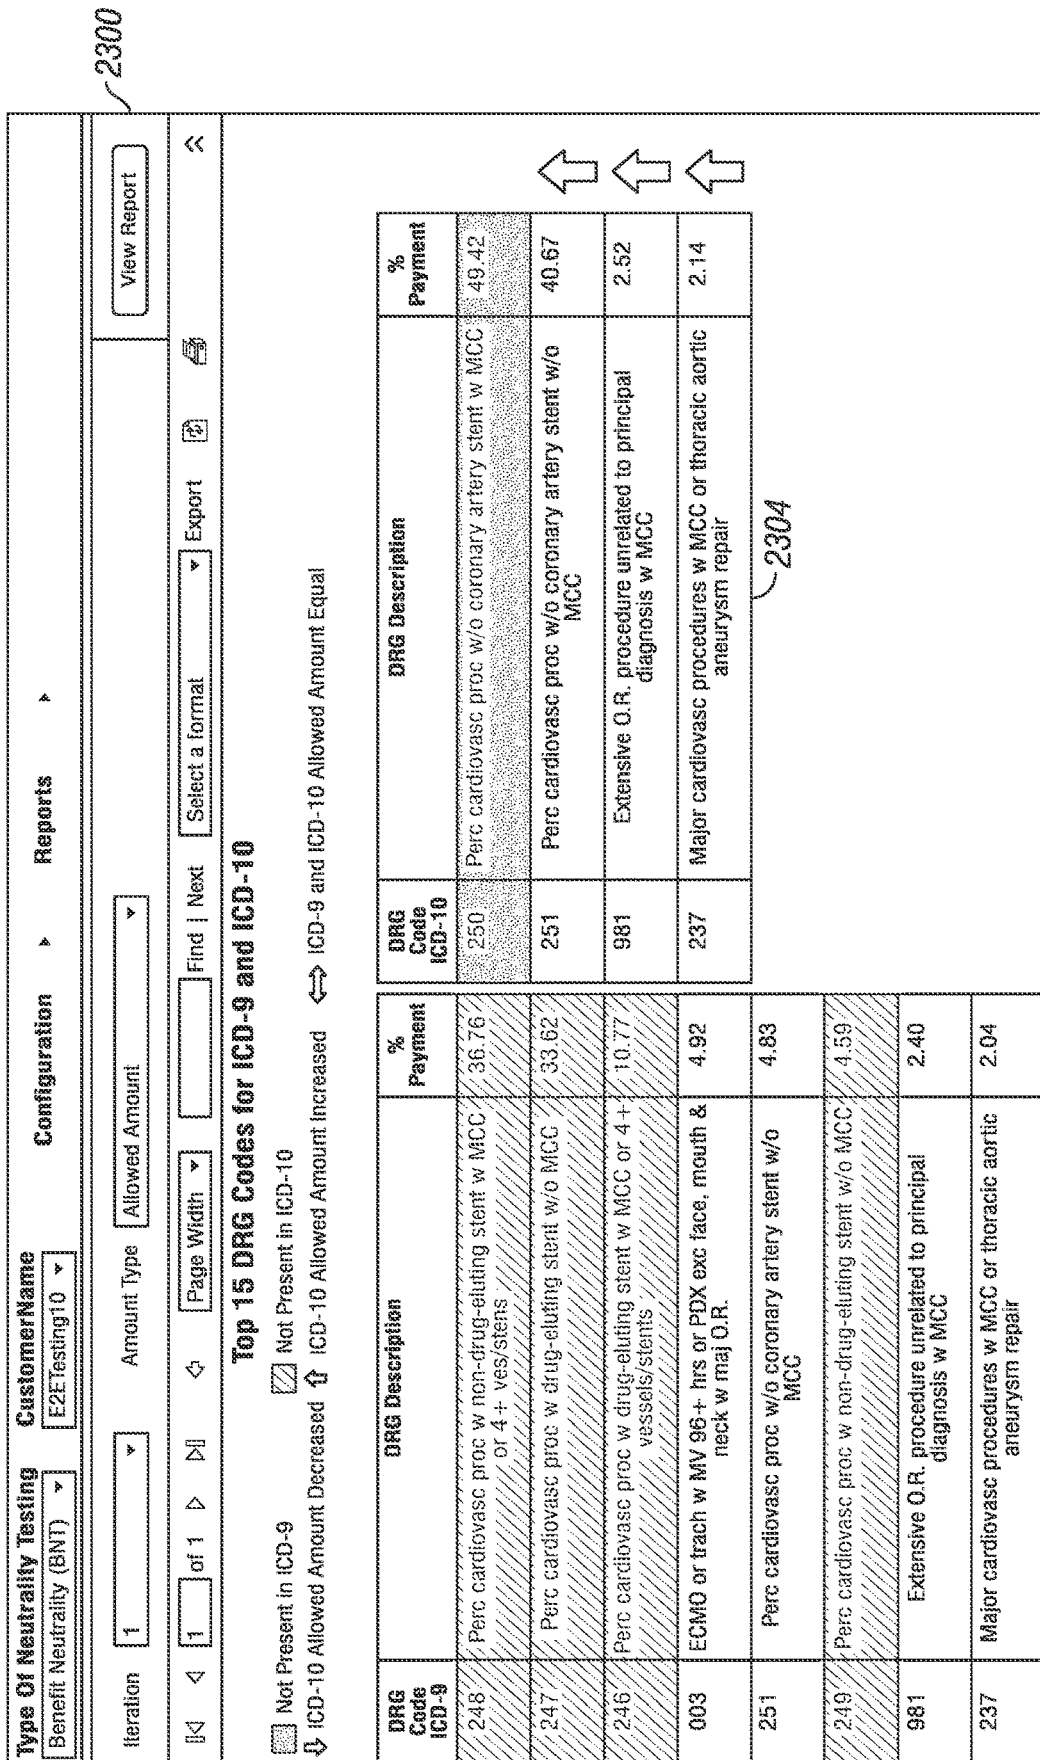 2300
Type Of Neutrality Testing CustomerName Configuration Reports
Benefit Neutrality (BNT) E2ETesting-10
Iteration 1 Amount Type Allowed Amount View Report
1 of 1 Page Width Find | Next Select a format Export
Top 15 DRG Codes for ICD-9 and ICD-10
Not Present in ICD-9 Not Present in ICD-10
ICD-10 Allowed Amount Decreased ICD-10 Allowed Amount Increased ICD-9 and ICD-10 Allowed Amount Equal
DRG
Code
ICD-9
DRG Description
%
Payment
248
Perc cardiovasc proc w non-drug-eluting stent w MCC
or 4+ ves/stens
36.76
247
Perc cardiovasc proc w drug-eluting stent w/o MCC
33.62
246
Perc cardiovasc proc w drug-eluting stent w MCC or 4+
vessels/stents
10.77
003
ECMO or trach w MV 96+ hrs or PDX exc face, mouth &
neck w maj O.R.
4.92
251
Perc cardiovasc proc w/o coronary artery stent w/o
MCC
4.83
249
Perc cardiovasc proc w non-drug-eluting stent w/o MCC
4.59
981
Extensive O.R. procedure unrelated to principal
diagnosis w MCC
2.40
237
Major cardiovasc procedures w MCC or thoracic aortic
aneurysm repair
2.04
DRG
Code
ICD-10
DRG Description
%
Payment
250
Perc cardiovasc proc w/o coronary artery stent w MCC
49.42
251
Perc cardiovasc proc w/o coronary artery stent w/o
MCC
40.67
981
Extensive O.R. procedure unrelated to principal
diagnosis w MCC
2.52
237
Major cardiovasc procedures w MCC or thoracic aortic
aneurysm repair
2.14
2304